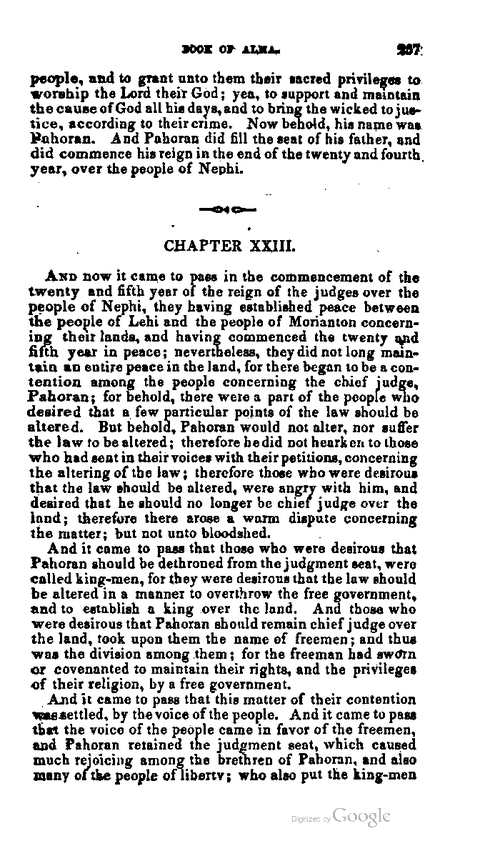 BOOK OF ALMA. 287
people, and to grant unto them their sacred privileges to
worship the Lord their God; yea, to support and maintain
the cause of God all his days, and to bring the wicked to jus-
tice, according to their crime. Now behold, his name was
Pahoran. And Pahoran did fill the seat of his father, and
did commence his reign in the end of the twenty and fourth
year, over the people of Nephi.
CHAPTER XXIII.
AND now it came to pass in the commencement of the
twenty and fifth year of the reign of the judges over the
people of Nephi, they having established peace between
the people of Lehi and the people of Morianton concern-
ing their lands, and having commenced the twenty and
fifth year in peace; nevertheless, they did not long main-
tain an entire peace in the land, for there began to be a con-
tention among the people concerning the chief judge,
Pahoran; for behold, there were a part of the people who
desired that a few particular points of the law should be
altered. But behold, Pahoran would not alter, nor suffer
the law to be altered; therefore he did not hearken to those
who had sent in their voices with their petitions, concerning
the altering of the law; therefore those who were desirous
that the law should be altered, were angry with him, and
desired that he should no longer be chief judge over the
land; therefore there arose a warm dispute concerning
the matter; but not unto bloodshed.
And it came to pass that those who were desirous that
Pahoran should be dethroned from the judgment seat, were
called king-men, for they were desirous that the law should
be altered in a manner to overthrow the free government,
and to establish a king over the land. And those who
were desirous that Pahoran should remain chief judge over
the land, took upon them the name of freemen; and thus
was the division among them; for the freeman had sworn
or covenanted to maintain their rights, and the privileges
of their religion, by a free government.
And it came to pass that this matter of their contention
was settled, by the voice of the people. And it came to pass
that the voice of the people came in favor of the freemen,
and Pahoran retained the judgment seat, which caused
much rejoicing among the brethren of Pahoran, and also
many of the people of liberty; who also put the king-men
Digitized by Google